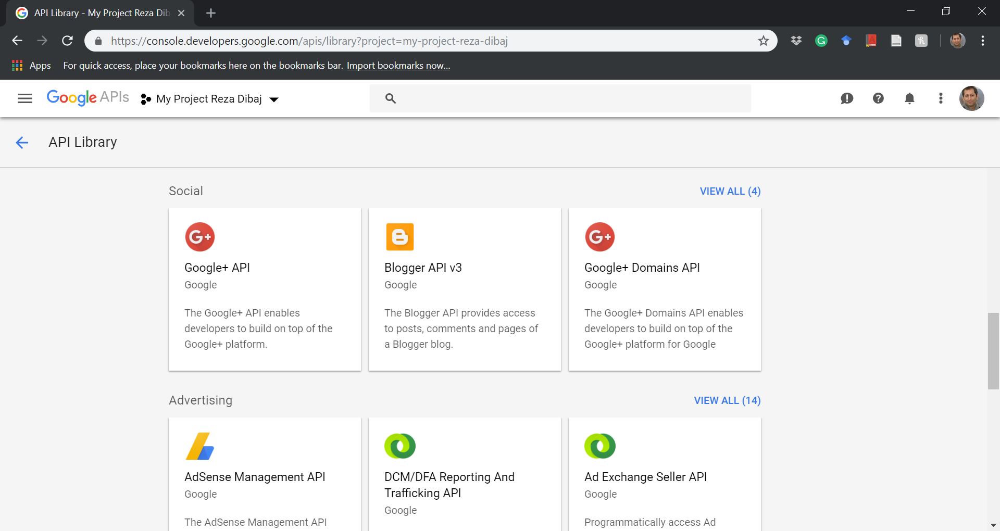 API Library - My Project Reza Dib
https://console.developers.google.com/apis/library?project=my-project-reza-dibaj
Apps For quick access, place your bookmarks here on the bookmarks bar. Import bookmarks now...
Google APIs My Project Reza Dibaj
API Library
Social VIEW ALL (4)
Google+ API
Google
The Google+ API enables
developers to build on top of the
Google+ platform.
Blogger API v3
Google
The Blogger API provides access
to posts, comments and pages of
a Blogger blog.
Google+ Domains API
Google
The Google+ Domains API enables
developers to build on top of the
Google+ platform for Google
Advertising VIEW ALL (14)
AdSense Management API
Google
The AdSense Management API
DCM/DFA Reporting And
Trafficking API
Google
Ad Exchange Seller API
Google
Programmatically access Ad